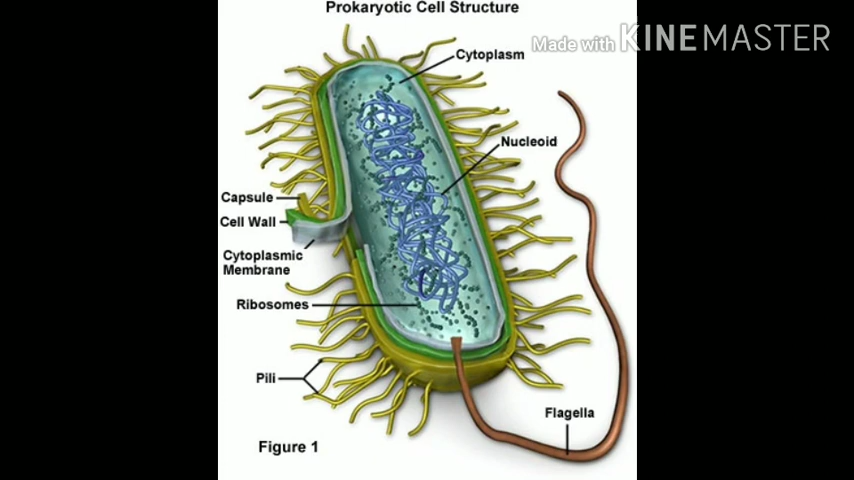 Prokaryotic Cell Structure
Made with KINEMASTER
Cytoplasm
Nucleoid
Capsule
Cell Wall
Cytoplasmic
Membrane
Ribosomes
Pili
Flagella
Figure 1